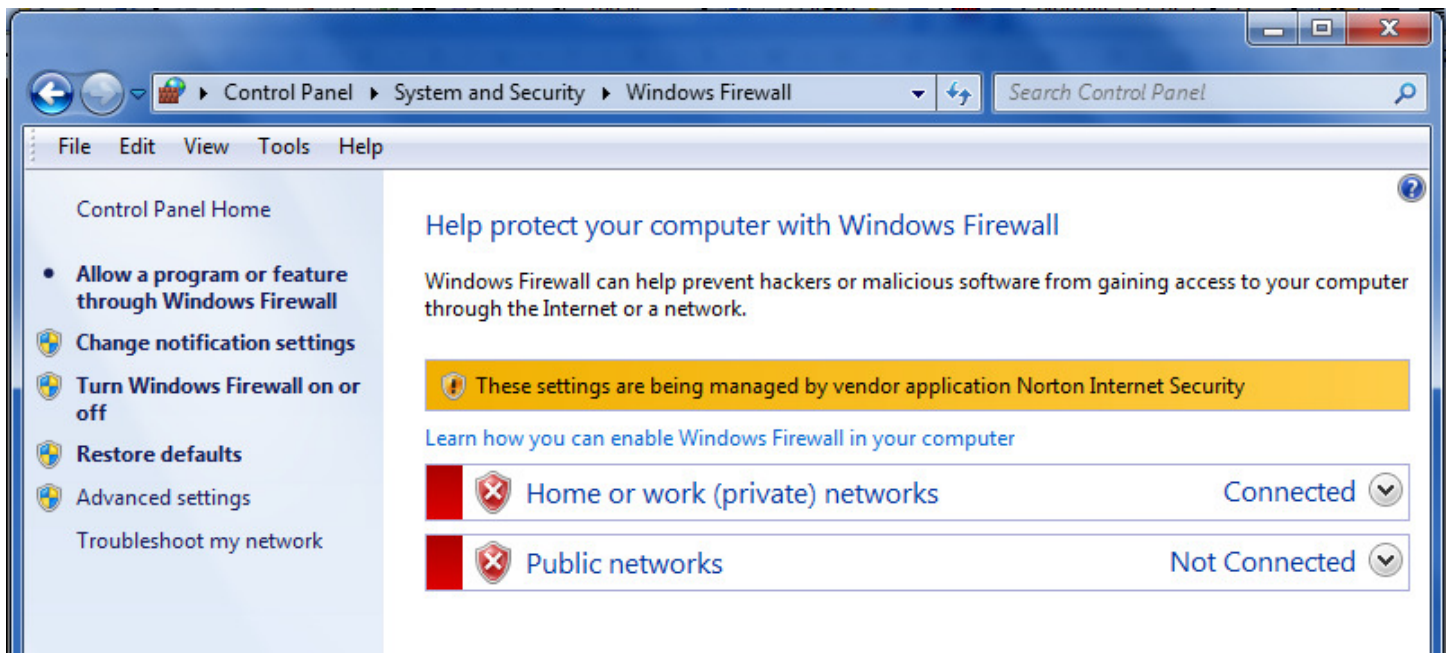 Control Panel ▸ System and Security ▸ Windows Firewall
Search Control Panel
File Edit View Tools Help
Control Panel Home
Allow a program or feature
through Windows Firewall
Change notification settings
Turn Windows Firewall on or
off
Restore defaults
Advanced settings
Troubleshoot my network
Help protect your computer with Windows Firewall
Windows Firewall can help prevent hackers or malicious software from gaining access to your computer
through the Internet or a network.
These settings are being managed by vendor application Norton Internet Security
Learn how you can enable Windows Firewall in your computer
Home or work (private) networks Connected
Public networks Not Connected